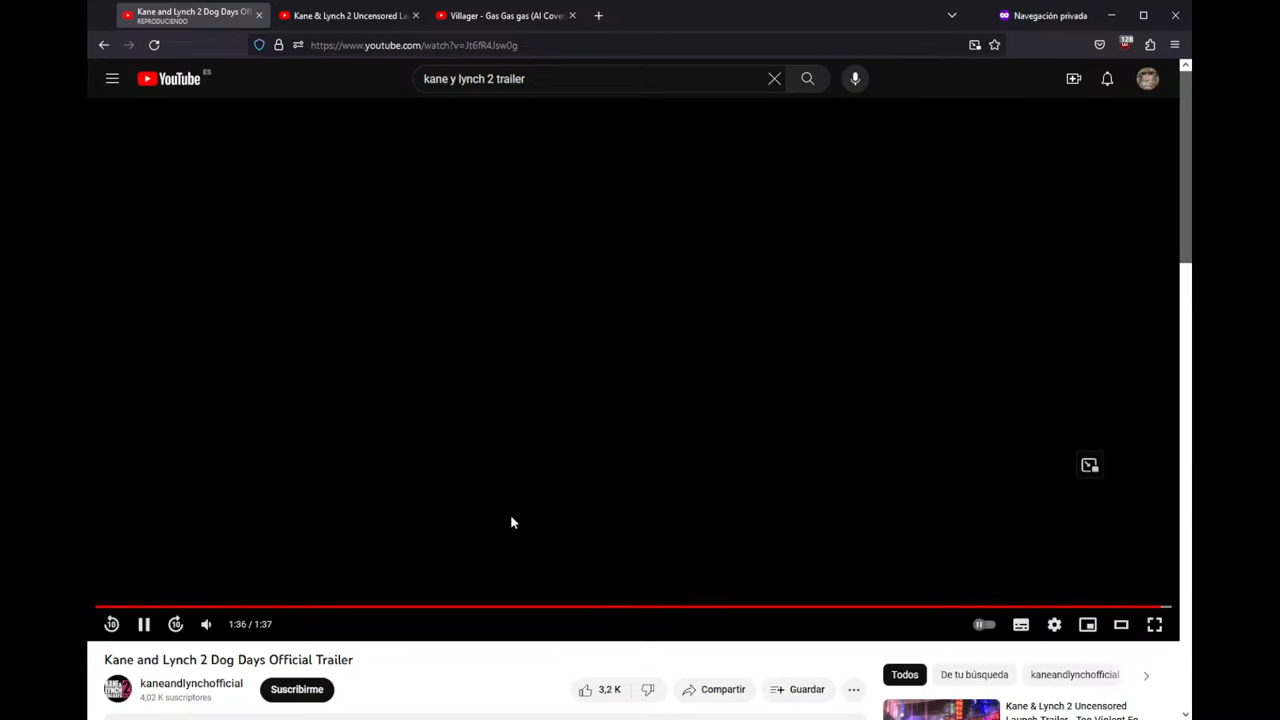 Kane and Lynch 2 Dog Days Off
REPRODUCIENDO
Kane & Lynch 2 Uncensored La
Villager - Gas Gas gas (AI Cover
Navegación privada
https://www.youtube.com/watch?v=Jt6fR4Jsw0g
128
YouTube ES
kane y lynch 2 trailer
1:36 / 1:37
Kane and Lynch 2 Dog Days Official Trailer
kaneandlynchofficial
4,02 K suscriptores
Suscribirme
3,2 K
Compartir
Guardar
Todos
De tu búsqueda
kaneandlynchofficial
Kane & Lynch 2 Uncensored
Launch Trailer - Too Violent Fo